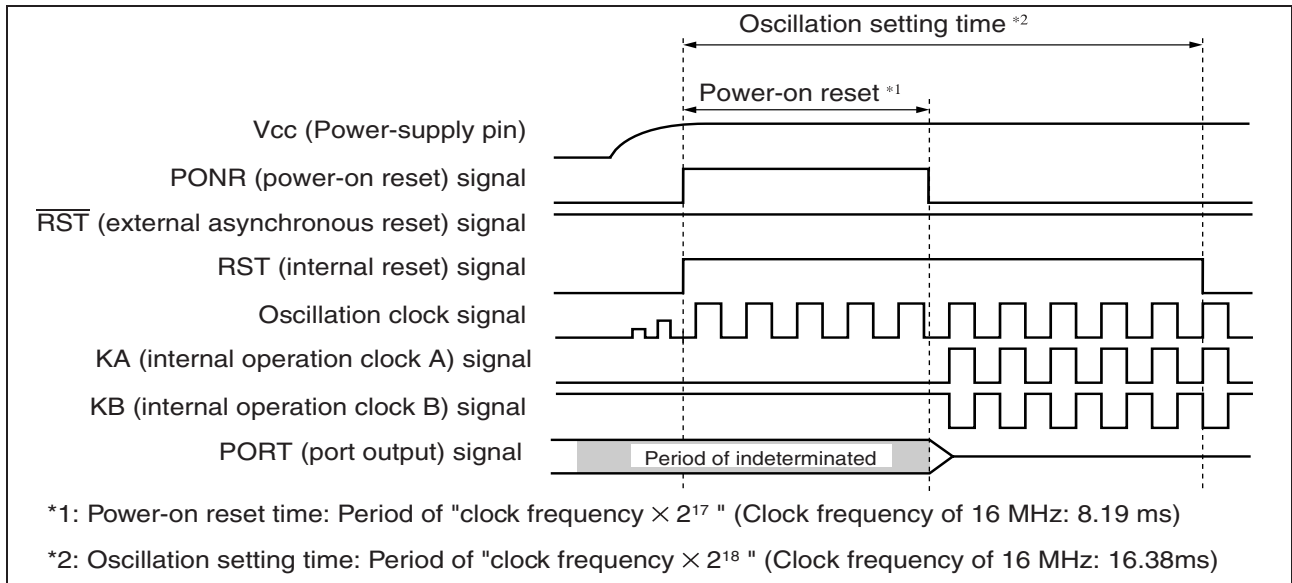 Oscillation setting time *2
Power-on reset *1
Vcc (Power-supply pin)
PONR (power-on reset) signal
R̅S̅T̅ (external asynchronous reset) signal
RST (internal reset) signal
Oscillation clock signal
KA (internal operation clock A) signal
KB (internal operation clock B) signal
PORT (port output) signal
Period of indeterminated
*1: Power-on reset time: Period of "clock frequency × 2¹⁷ " (Clock frequency of 16 MHz: 8.19 ms)
*2: Oscillation setting time: Period of "clock frequency × 2¹⁸ " (Clock frequency of 16 MHz: 16.38ms)